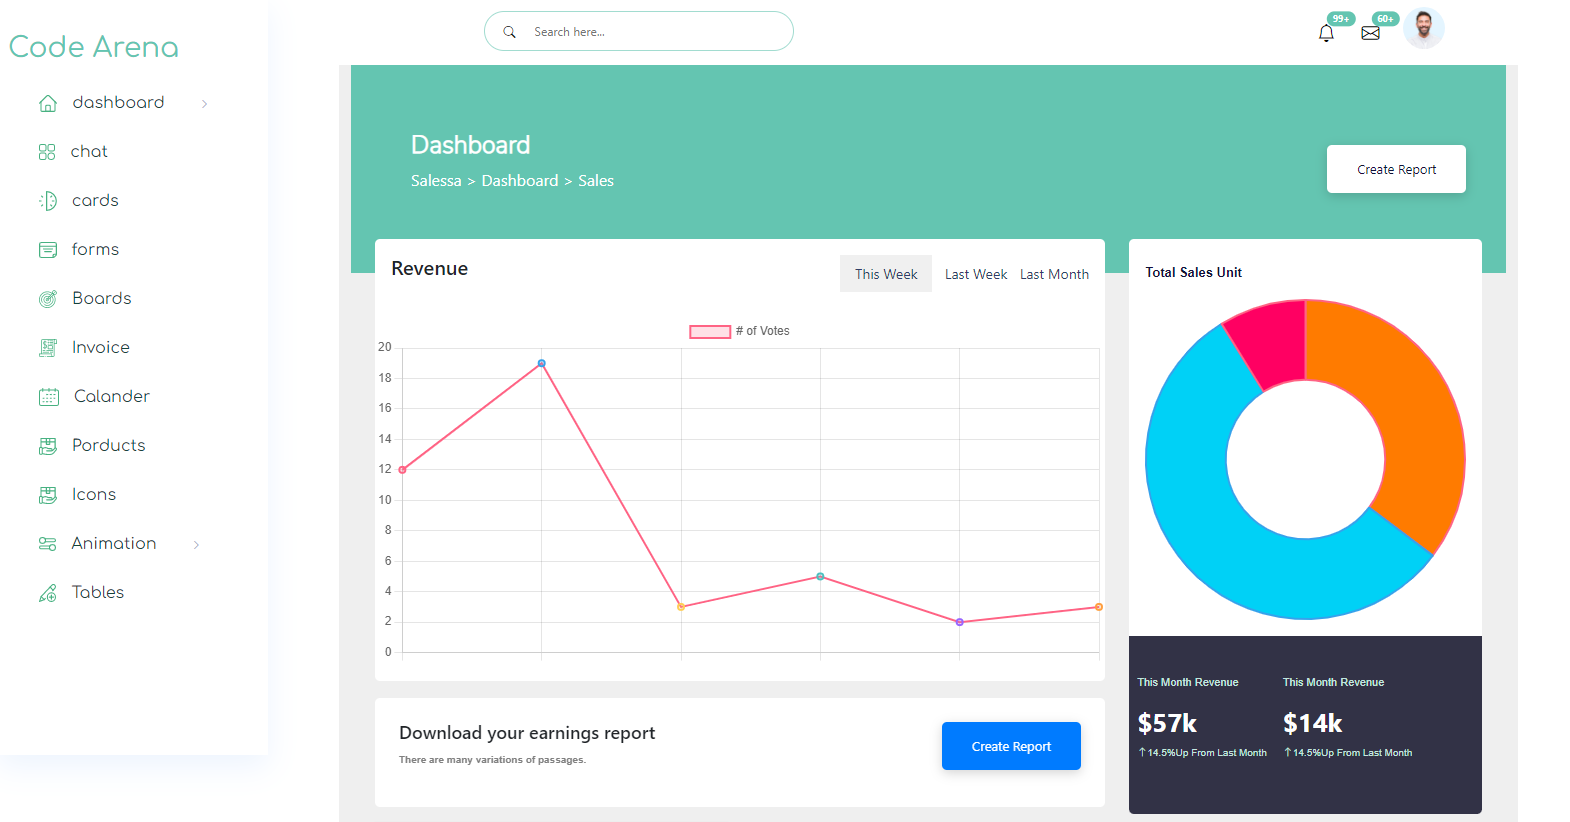 Code Arena
dashboard
chat
cards
forms
Boards
Invoice
Calander
Porducts
Icons
Animation
Tables
Search here...
99+
60+
Dashboard
Salessa > Dashboard > Sales
Create Report
Revenue
This Week Last Week Last Month
# of Votes
20
18
16
14
12
10
8
6
4
2
0
Download your earnings report
There are many variations of passages.
Create Report
Total Sales Unit
This Month Revenue
$57k
↑14.5%Up From Last Month
This Month Revenue
$14k
↑14.5%Up From Last Month